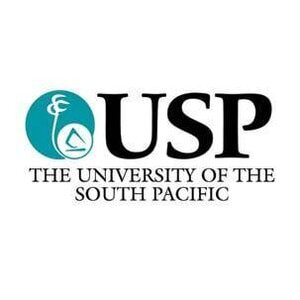 USP
THE UNIVERSITY OF THE
SOUTH PACIFIC